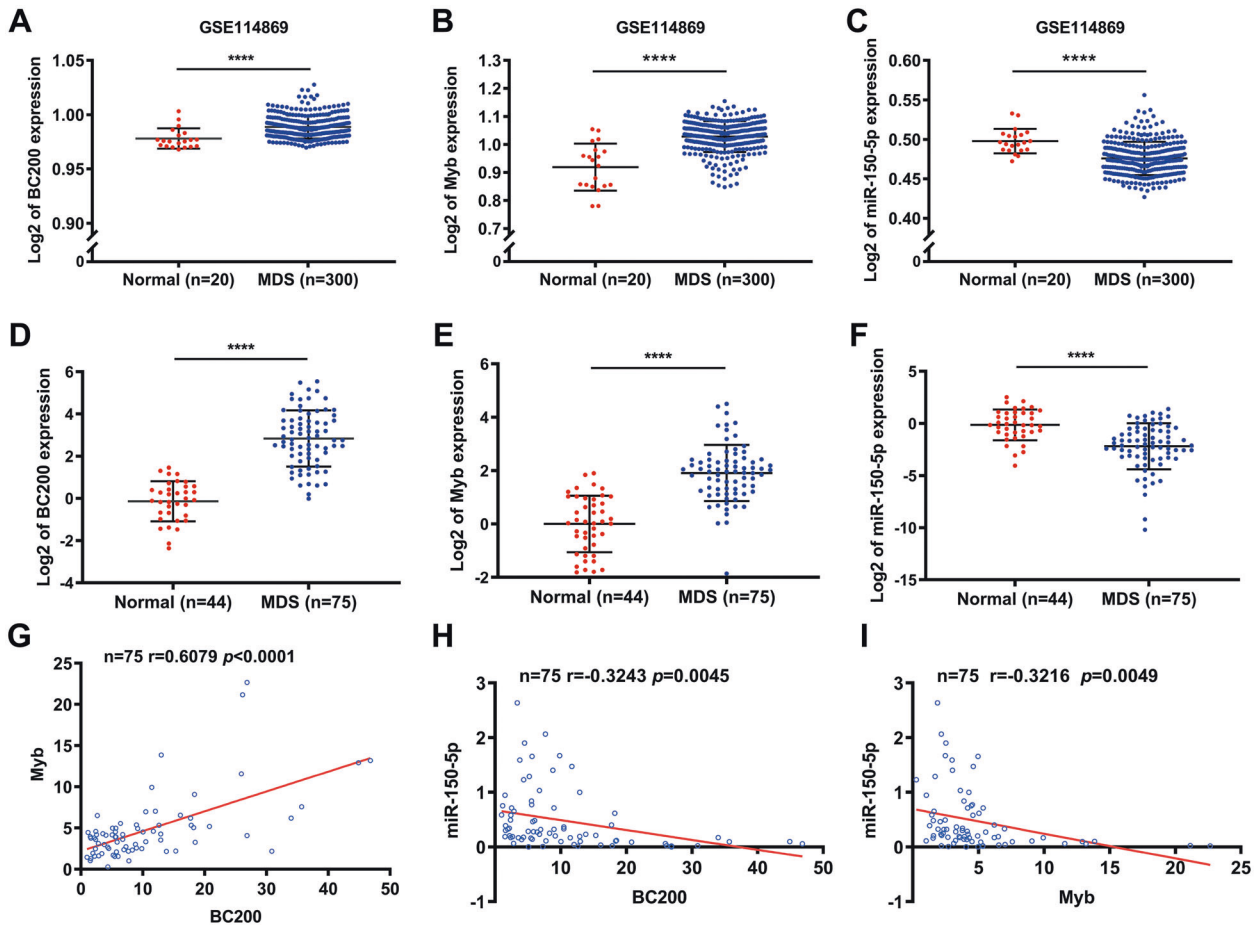 A
GSE114869
****
Log2 of BC200 expression
1.05
1.00
0.95
0.90
0
Normal (n=20)
MDS (n=300)
B
GSE114869
****
Log2 of Myb expression
1.3
1.2
1.1
1.0
0.9
0.8
0.7
0
Normal (n=20)
MDS (n=300)
C
GSE114869
****
Log2 of miR-150-5p expression
0.60
0.55
0.50
0.45
0.40
0
Normal (n=20)
MDS (n=300)
D
****
Log2 of BC200 expression
6
4
2
0
-2
-4
Normal (n=44)
MDS (n=75)
E
****
Log2 of Myb expression
6
4
2
0
-2
Normal (n=44)
MDS (n=75)
F
****
Log2 of miR-150-5p expression
5
0
-5
-10
-15
Normal (n=44)
MDS (n=75)
G
n=75 r=0.6079 p<0.0001
Myb
25
20
15
10
5
0
0 10 20 30 40 50
BC200
H
n=75 r=-0.3243 p=0.0045
miR-150-5p
3
2
1
0
-1
10 20 30 40 50
BC200
I
n=75 r=-0.3216 p=0.0049
miR-150-5p
3
2
1
0
-1
5 10 15 20 25
Myb